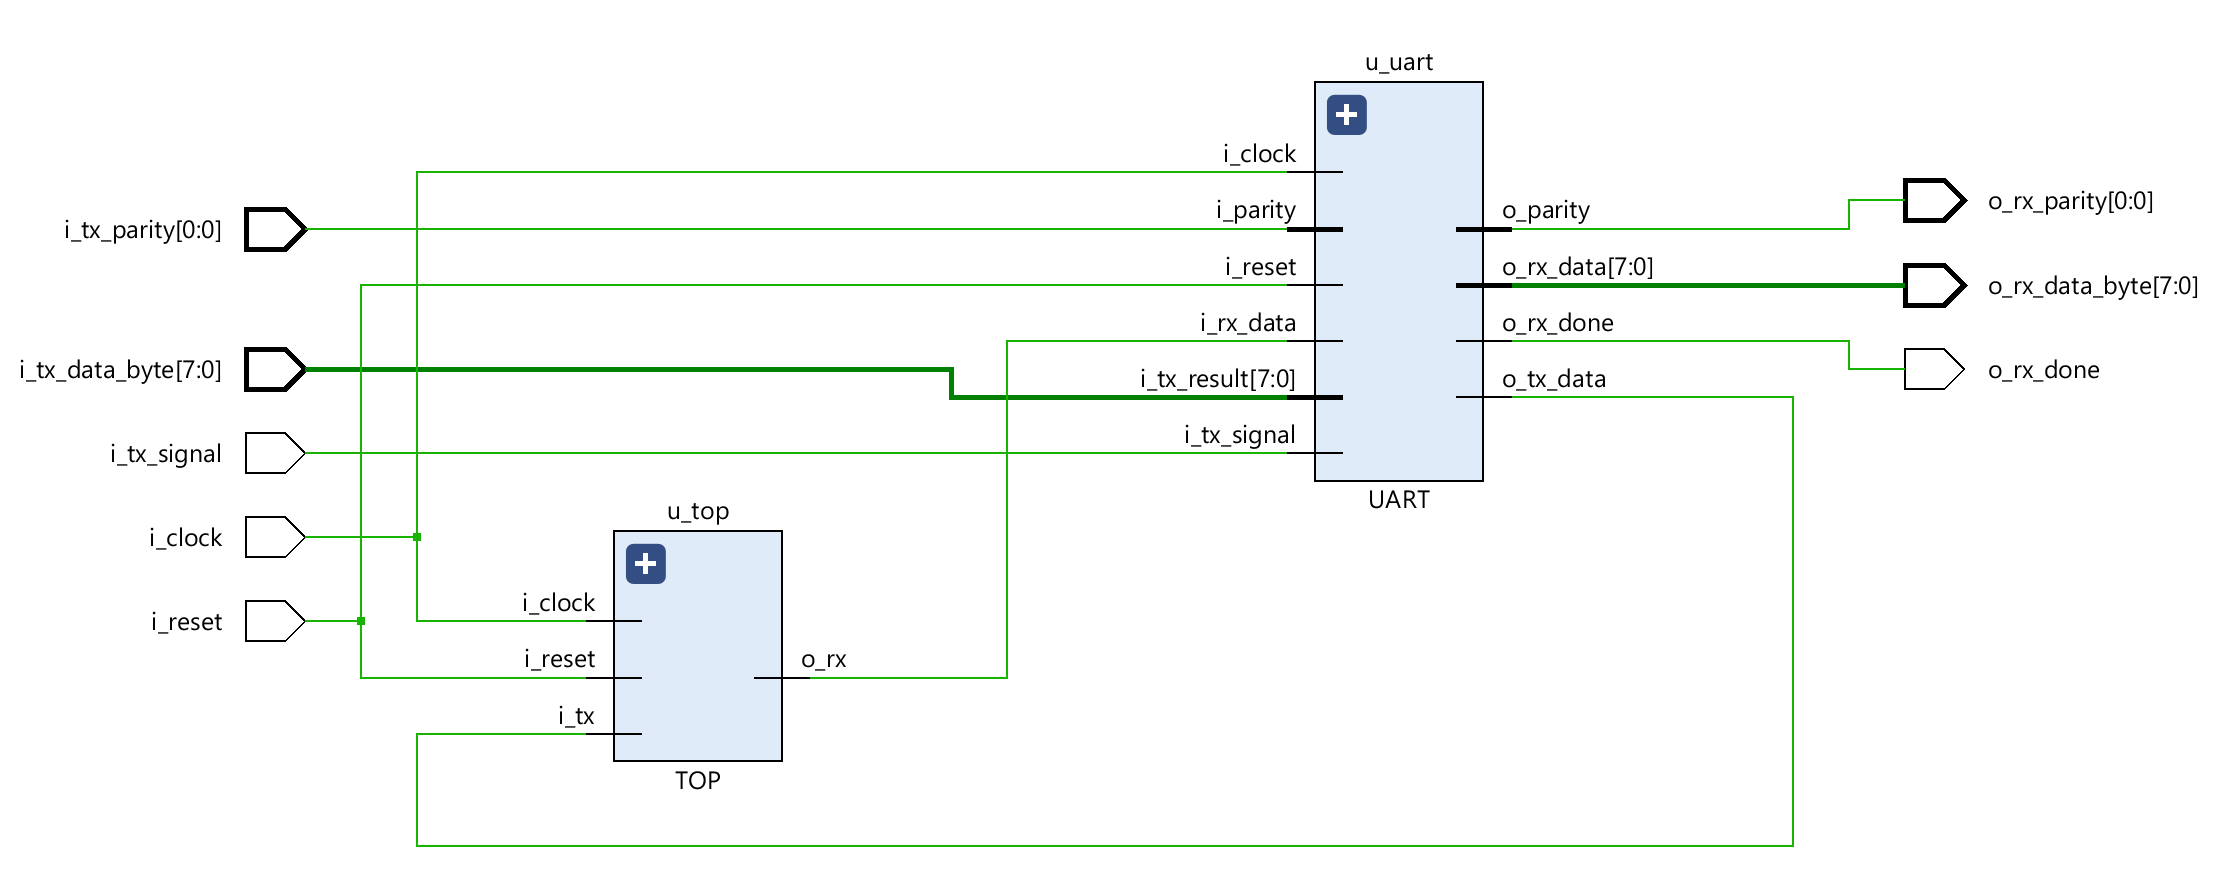 u_uart
i_clock
i_tx_parity[0:0]
i_parity
o_parity
o_rx_parity[0:0]
i_reset
o_rx_data[7:0]
o_rx_data_byte[7:0]
i_rx_data
o_rx_done
i_tx_data_byte[7:0]
i_tx_result[7:0]
o_tx_data
o_rx_done
i_tx_signal
i_tx_signal
UART
u_top
i_clock
i_clock
i_reset
i_reset
o_rx
i_tx
TOP